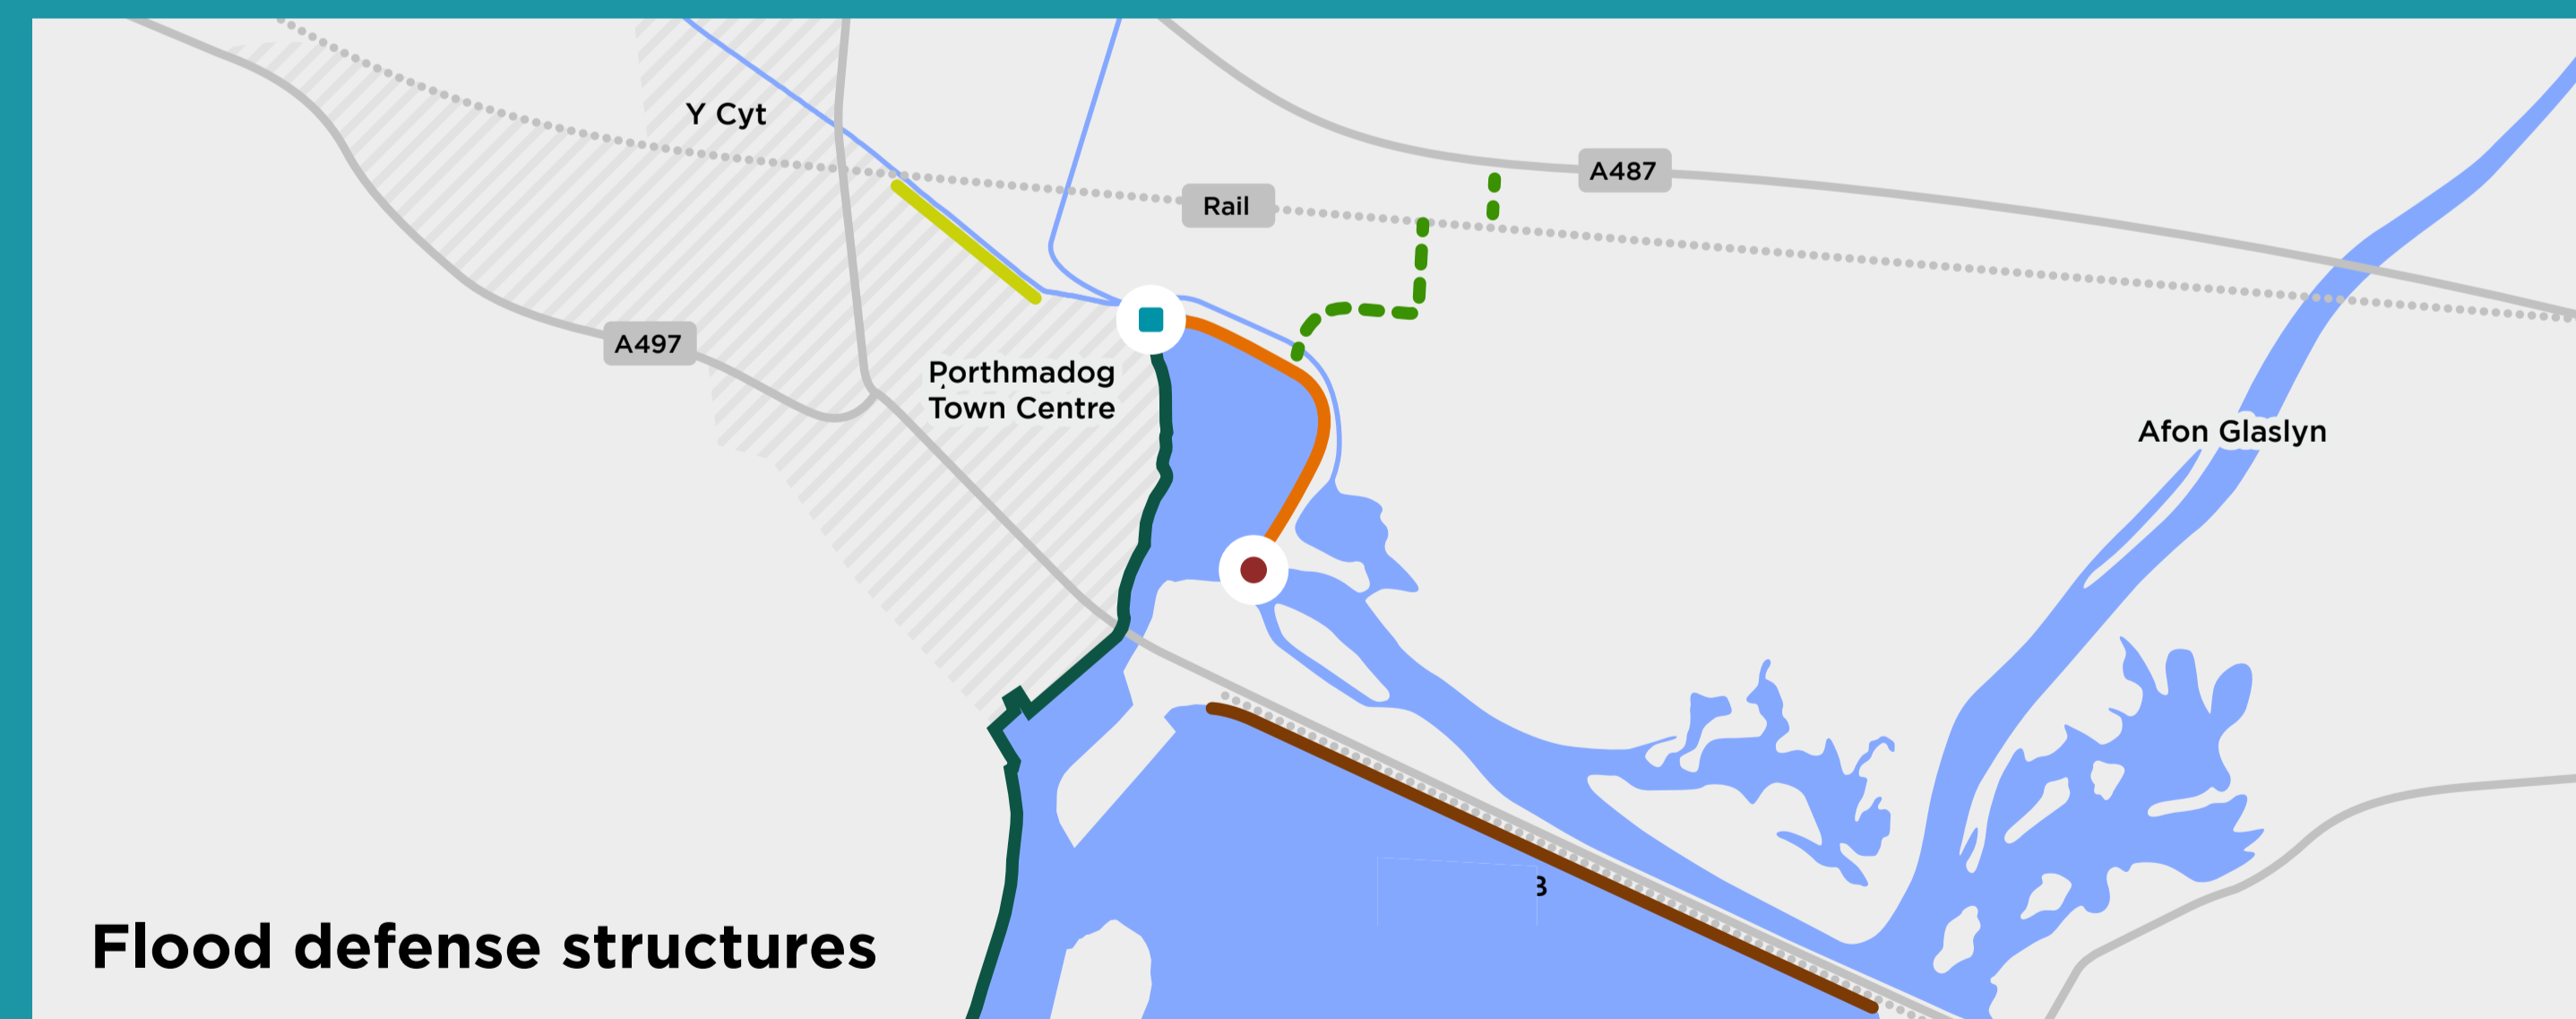 Y Cyt
A487
Rail
A497
Porthmadog
Town Centre
Afon Glaslyn
Flood defense structures